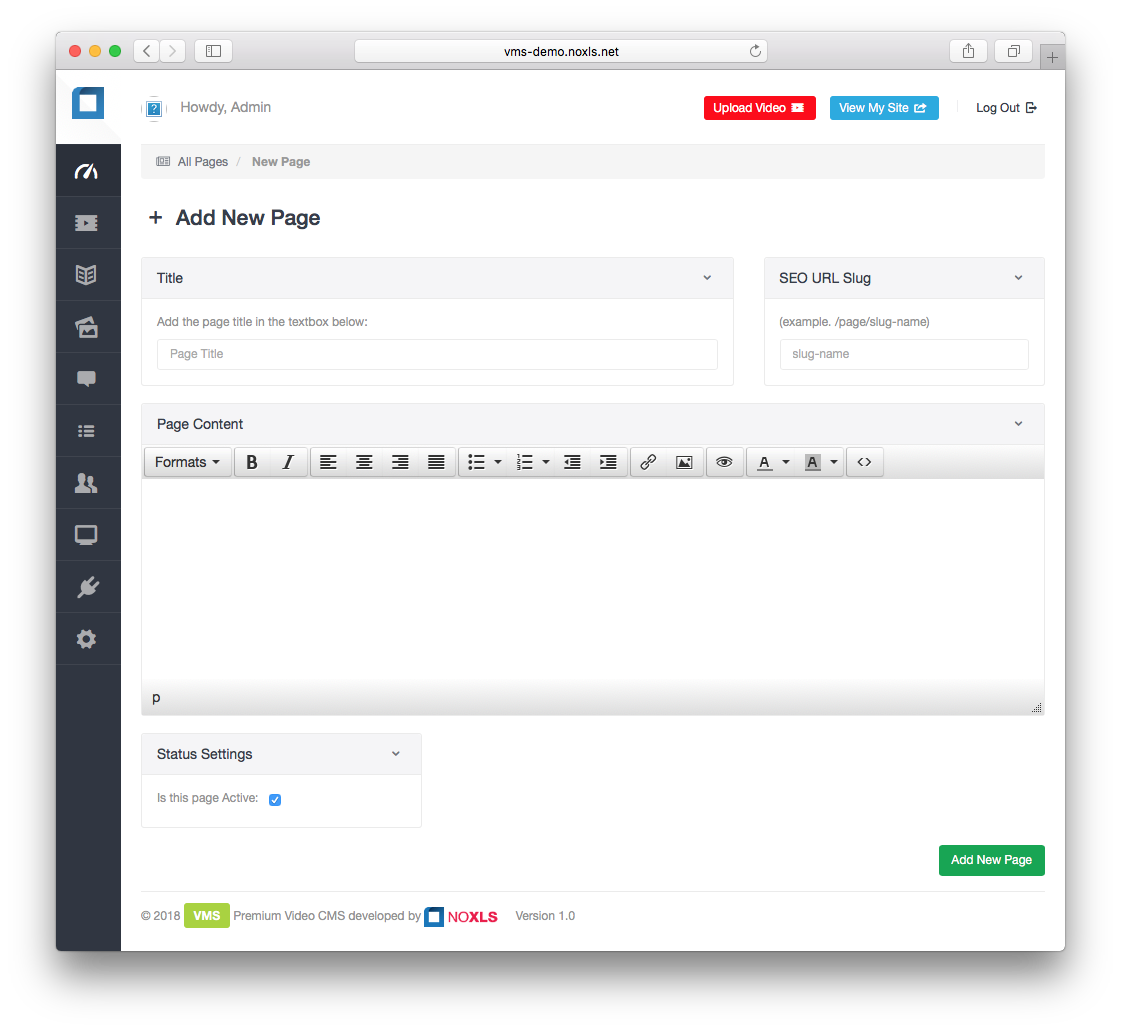 vms-demo.noxls.net
Howdy, Admin
Upload Video
View My Site
Log Out
All Pages / New Page
+ Add New Page
Title
SEO URL Slug
Add the page title in the textbox below:
(example. /page/slug-name)
Page Title
slug-name
Page Content
Formats B I A A <>
p
Status Settings
Is this page Active:
Add New Page
© 2018 VMS Premium Video CMS developed by NOXLS Version 1.0